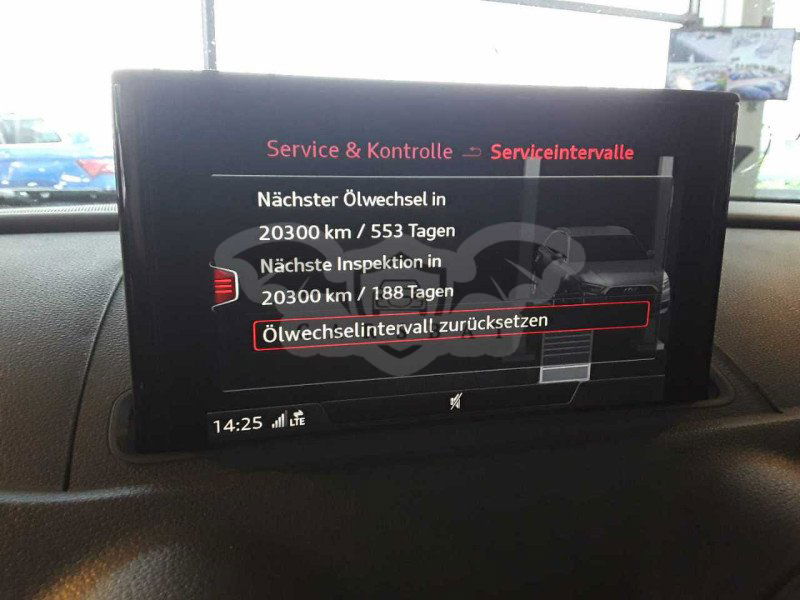 Service & Kontrolle
Serviceintervalle
Nächster Ölwechsel in
20300 km / 553 Tagen
Nächste Inspektion in
20300 km / 188 Tagen
Ölwechselintervall zurücksetzen
14:25 LTE